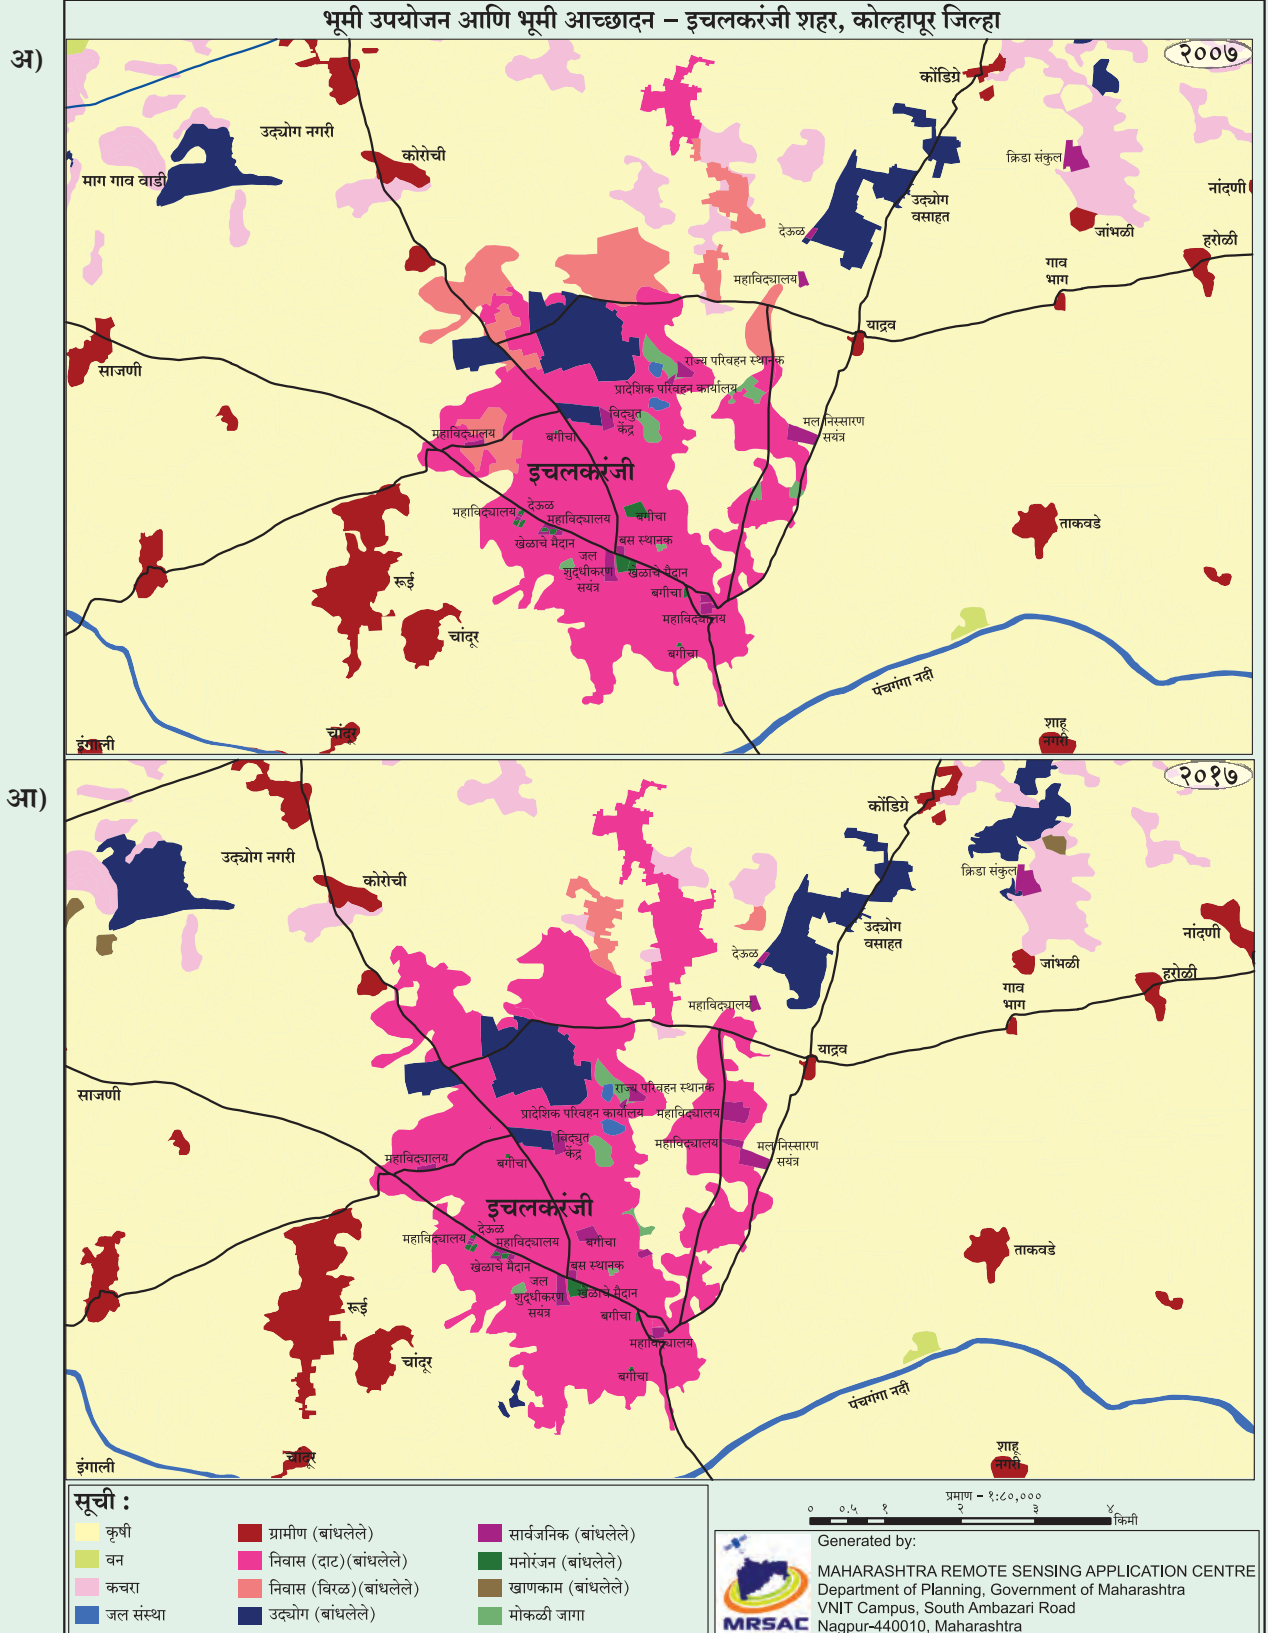 भूमी उपयोजन आणि भूमी आच्छादन – इचलकरंजी शहर, कोल्हापूर जिल्हा
अ)
२००७
कोंडिग्रे
उद्योग नगरी
कोरोची
क्रिडा संकुल
माग गाव वाडी
नांदणी
उद्योग
वसाहत
देऊळ
जांभळी
हरोली
गाव
भाग
महाविद्यालय
याद्रव
साजणी
राज्य परिवहन स्थानक
प्रादेशिक परिवहन कार्यालय
विद्युत
केंद्र
मल निस्सारण
सयंत्र
महाविद्यालय
बगीचा
इचलकरंजी
महाविद्यालय
देऊळ
महाविद्यालय
बगीचा
ताकवडे
खेळाचे मैदान
बस स्थानक
जल
शुद्धीकरण
सयंत्र
खेळाचे मैदान
रूई
बगीचा
महाविद्यालय
चांदूर
बगीचा
पंचगंगा नदी
चांदूर
इंगाली
शाहू
नगरी
आ)
२०१७
कोंडिग्रे
उद्योग नगरी
क्रिडा संकुल
कोरोची
उद्योग
वसाहत
नांदणी
देऊळ
जांभळी
हरोली
गाव
भाग
महाविद्यालय
याद्रव
साजणी
राज्य परिवहन स्थानक
प्रादेशिक परिवहन कार्यालय
महाविद्यालय
विद्युत
केंद्र
महाविद्यालय
मल निस्सारण
सयंत्र
महाविद्यालय
बगीचा
इचलकरंजी
देऊळ
महाविद्यालय
महाविद्यालय
बगीचा
ताकवडे
खेळाचे मैदान
बस स्थानक
जल
शुद्धीकरण
सयंत्र
खेळाचे मैदान
रूई
बगीचा
महाविद्यालय
चांदूर
बगीचा
पंचगंगा नदी
चांदूर
इंगाली
शाहू
नगरी
सूची :
कृषी
वन
कचरा
जल संस्था
ग्रामीण (बांधलेले)
निवास (दाट)(बांधलेले)
निवास (विरळ)(बांधलेले)
उद्योग (बांधलेले)
सार्वजनिक (बांधलेले)
मनोरंजन (बांधलेले)
खाणकाम (बांधलेले)
मोकळी जागा
प्रमाण – १:८०,०००
० ०.५ १ २ ३ ४
किमी
MRSAC
Generated by:
MAHARASHTRA REMOTE SENSING APPLICATION CENTRE
Department of Planning, Government of Maharashtra
VNIT Campus, South Ambazari Road
Nagpur-440010, Maharashtra